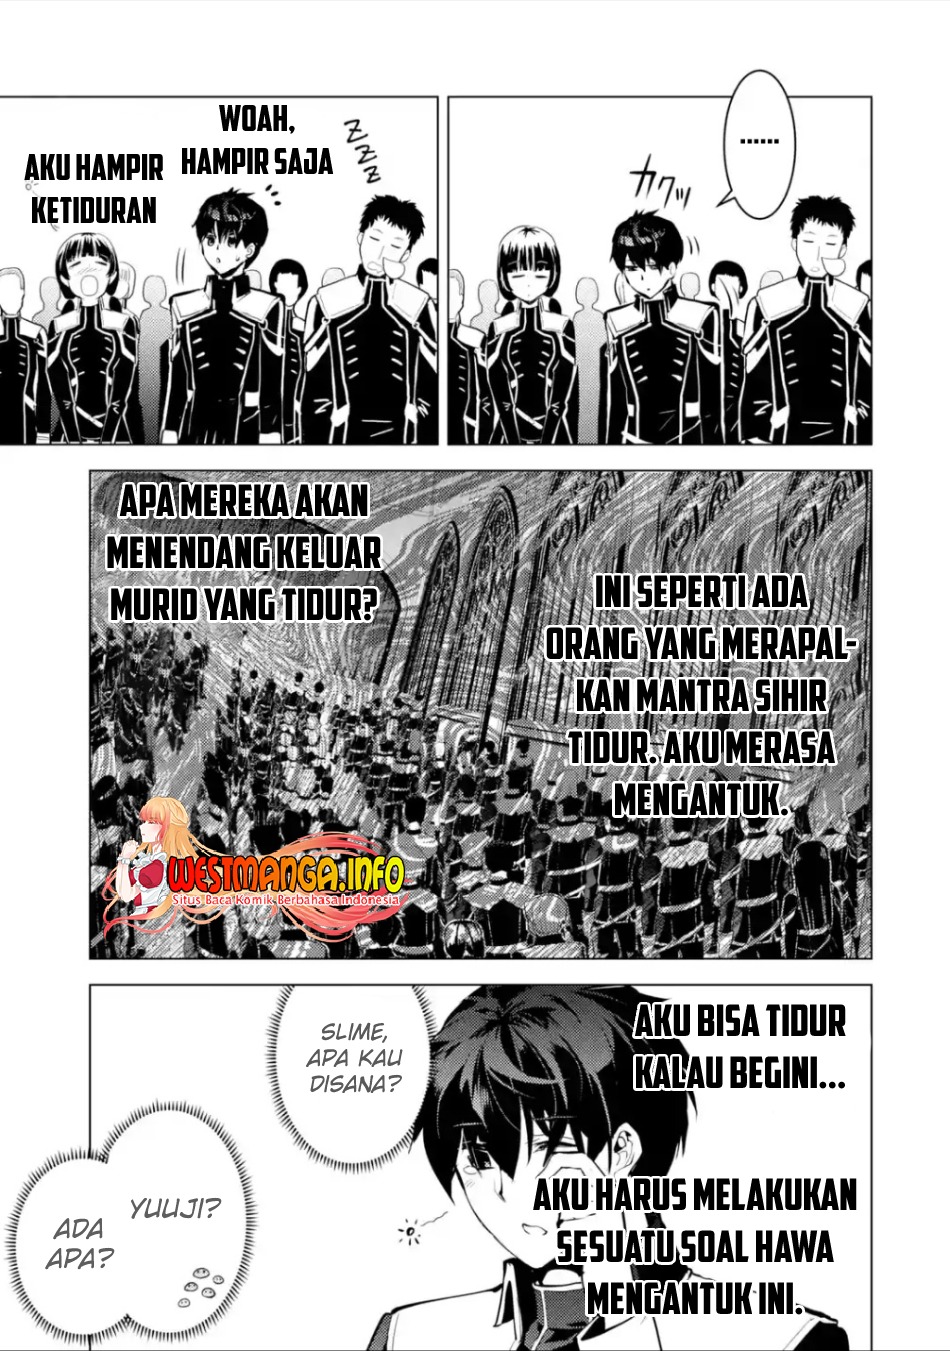 ......
カクッ
ZZZ
WOAH,
HAMPIR SAJA
AKU HAMPIR
KETIDURAN
INI SEPERTI ADA
ORANG YANG MERAPAL-
KAN MANTRA SIHIR
TIDUR. AKU MERASA
MENGANTUK.
APA MEREKA AKAN
MENENDANG KELUAR
MURID YANG TIDUR?
WESTMANGA.INFO
Situs Baca Komik Berbahasa Indonesia
AKU BISA TIDUR
KALAU BEGINI...
AKU HARUS MELAKUKAN
SESUATU SOAL HAWA
MENGANTUK INI.
SLIME,
APA KAU
DISANA?
YUUJI?
ADA
APA?